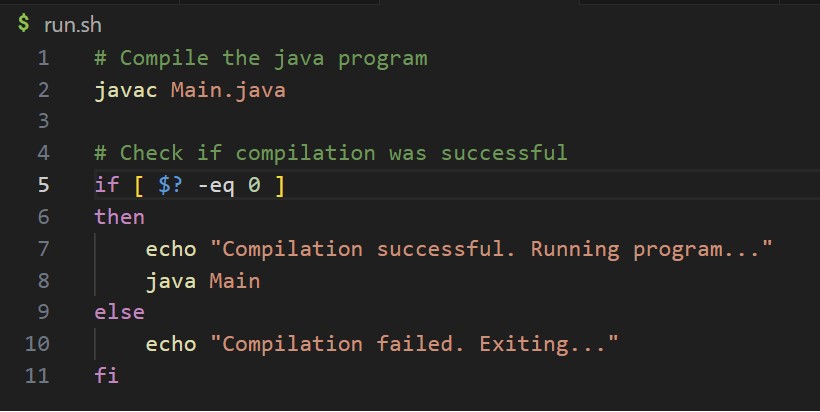 $ run.sh
1 # Compile the java program
2 javac Main.java
3
4 # Check if compilation was successful
5 if [ $? -eq 0 ]
6 then
7 echo "Compilation successful. Running program..."
8 java Main
9 else
10 echo "Compilation failed. Exiting..."
11 fi